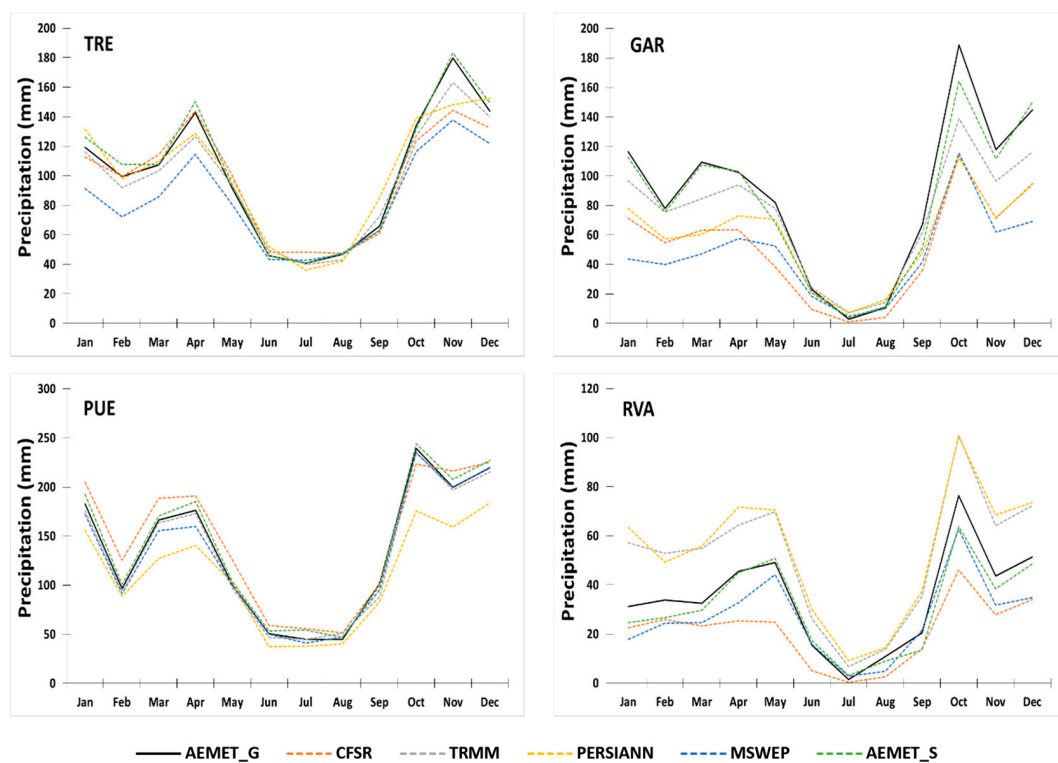 TRE
Precipitation (mm)
200
180
160
140
120
100
80
60
40
20
0
Jan Feb Mar Apr May Jun Jul Aug Sep Oct Nov Dec
GAR
Precipitation (mm)
200
180
160
140
120
100
80
60
40
20
0
Jan Feb Mar Apr May Jun Jul Aug Sep Oct Nov Dec
PUE
Precipitation (mm)
300
250
200
150
100
50
0
Jan Feb Mar Apr May Jun Jul Aug Sep Oct Nov Dec
RVA
Precipitation (mm)
120
100
80
60
40
20
0
Jan Feb Mar Apr May Jun Jul Aug Sep Oct Nov Dec
AEMET_G CFSR TRMM PERSIANN MSWEP AEMET_S